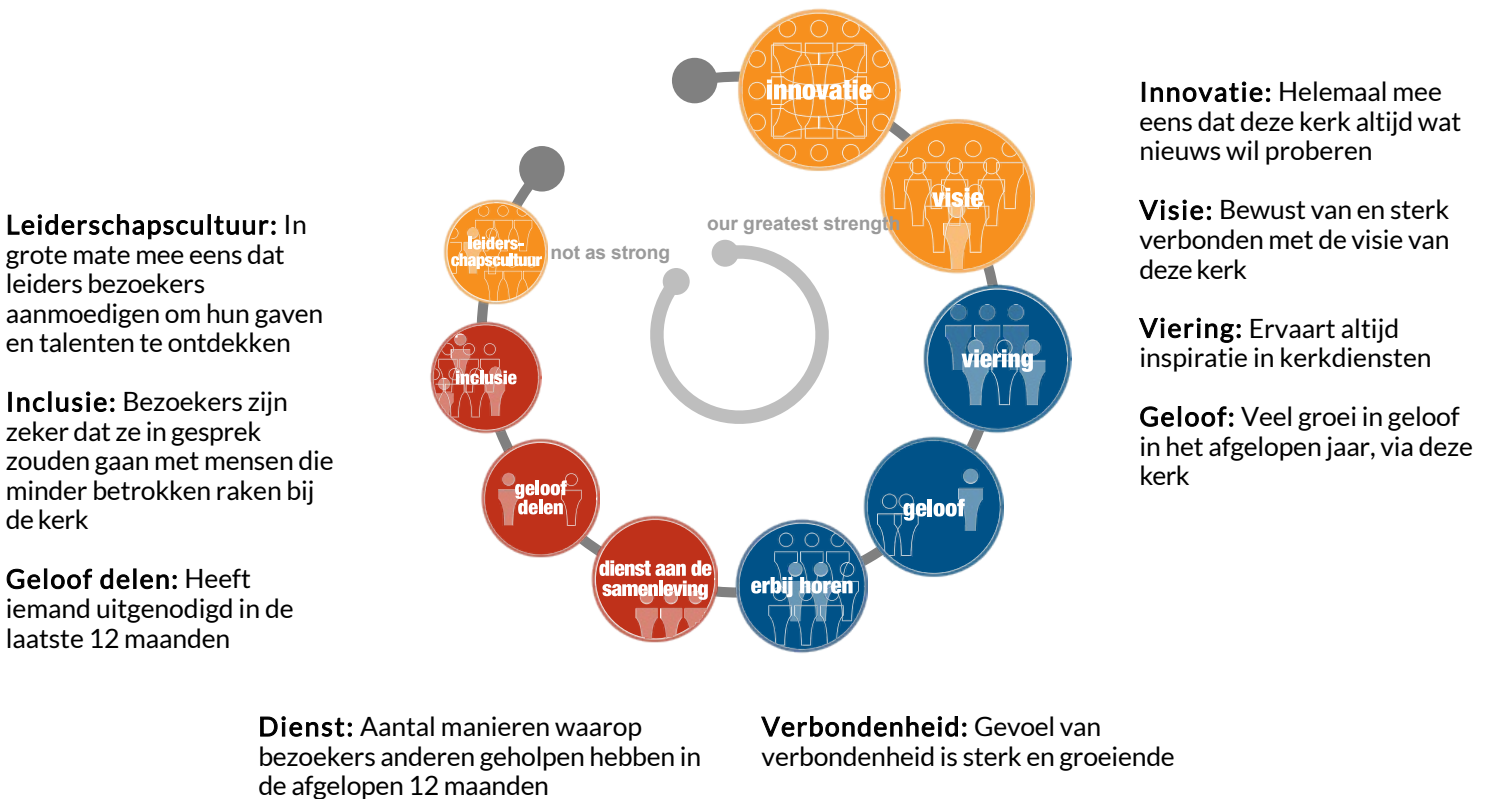 innovatie
visie
viering
geloof
erbij horen
dienst aan de
samenleving
geloof
delen
inclusie
leiders-
chapscultuur
our greatest strength
not as strong
Innovatie: Helemaal mee
eens dat deze kerk altijd wat
nieuws wil proberen
Visie: Bewust van en sterk
verbonden met de visie van
deze kerk
Viering: Ervaart altijd
inspiratie in kerkdiensten
Geloof: Veel groei in geloof
in het afgelopen jaar, via deze
kerk
Verbondenheid: Gevoel van
verbondenheid is sterk en groeiende
Dienst: Aantal manieren waarop
bezoekers anderen geholpen hebben in
de afgelopen 12 maanden
Leiderschapscultuur: In
grote mate mee eens dat
leiders bezoekers
aanmoedigen om hun gaven
en talenten te ontdekken
Inclusie: Bezoekers zijn
zeker dat ze in gesprek
zouden gaan met mensen die
minder betrokken raken bij
de kerk
Geloof delen: Heeft
iemand uitgenodigd in de
laatste 12 maanden